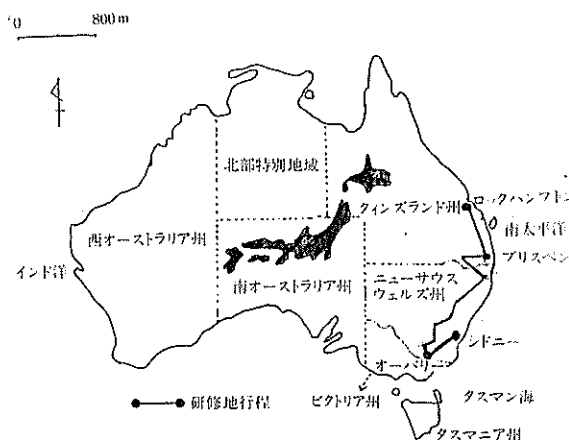 0 800m
北部特別地域
クィンズランド州
ロックハンプトン
南太平洋
ブリスベン
西オーストラリア州
インド洋
南オーストラリア州
ニューサウス
ウェルズ州
シドニー
オーバリー
ビクトリア州
タスマン海
タスマニア州
研修地行程